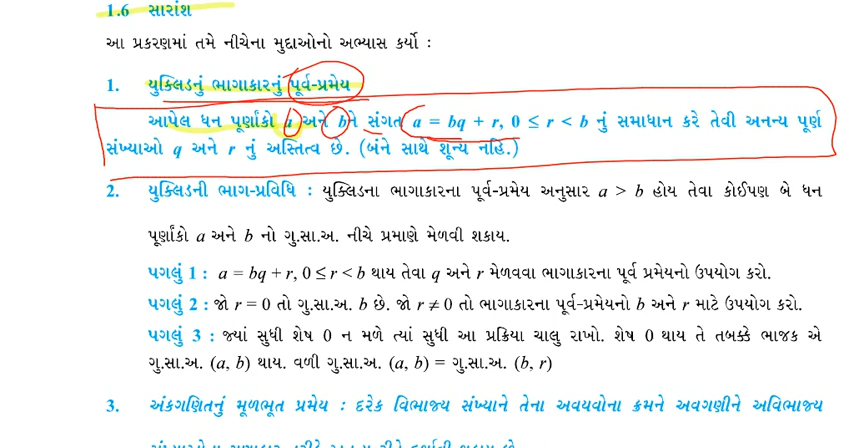 1.6 સારાંશ
આ પ્રકરણમાં તમે નીચેના મુદ્દાઓનો અભ્યાસ કર્યો :
1. યુક્લિડનું ભાગાકારનું પૂર્વ-પ્રમેય
આપેલ ધન પૂર્ણાંકો a અને b ને સંગત a = bq + r, 0 ≤ r < b નું સમાધાન કરે તેવી અનન્ય પૂર્ણ
સંખ્યાઓ q અને r નું અસ્તિત્વ છે. (બંને સાથે શૂન્ય નહિ.)
2. યુક્લિડની ભાગ-પ્રવિધિ : યુક્લિડના ભાગાકારના પૂર્વ-પ્રમેય અનુસાર a > b હોય તેવા કોઈપણ બે ધન
પૂર્ણાંકો a અને b નો ગુ.સા.અ. નીચે પ્રમાણે મેળવી શકાય.
પગલું 1 : a = bq + r, 0 ≤ r < b થાય તેવા q અને r મેળવવા ભાગાકારના પૂર્વ પ્રમેયનો ઉપયોગ કરો.
પગલું 2 : જો r = 0 તો ગુ.સા.અ. b છે. જો r ≠ 0 તો ભાગાકારના પૂર્વ-પ્રમેયનો b અને r માટે ઉપયોગ કરો.
પગલું 3 : જ્યાં સુધી શેષ 0 ન મળે ત્યાં સુધી આ પ્રક્રિયા ચાલુ રાખો. શેષ 0 થાય તે તબક્કે ભાજક એ
ગુ.સા.અ. (a, b) થાય. વળી ગુ.સા.અ. (a, b) = ગુ.સા.અ. (b, r)
3. અંકગણિતનું મૂળભૂત પ્રમેય : દરેક વિભાજ્ય સંખ્યાને તેના અવયવોના ક્રમને અવગણીને અવિભાજ્ય